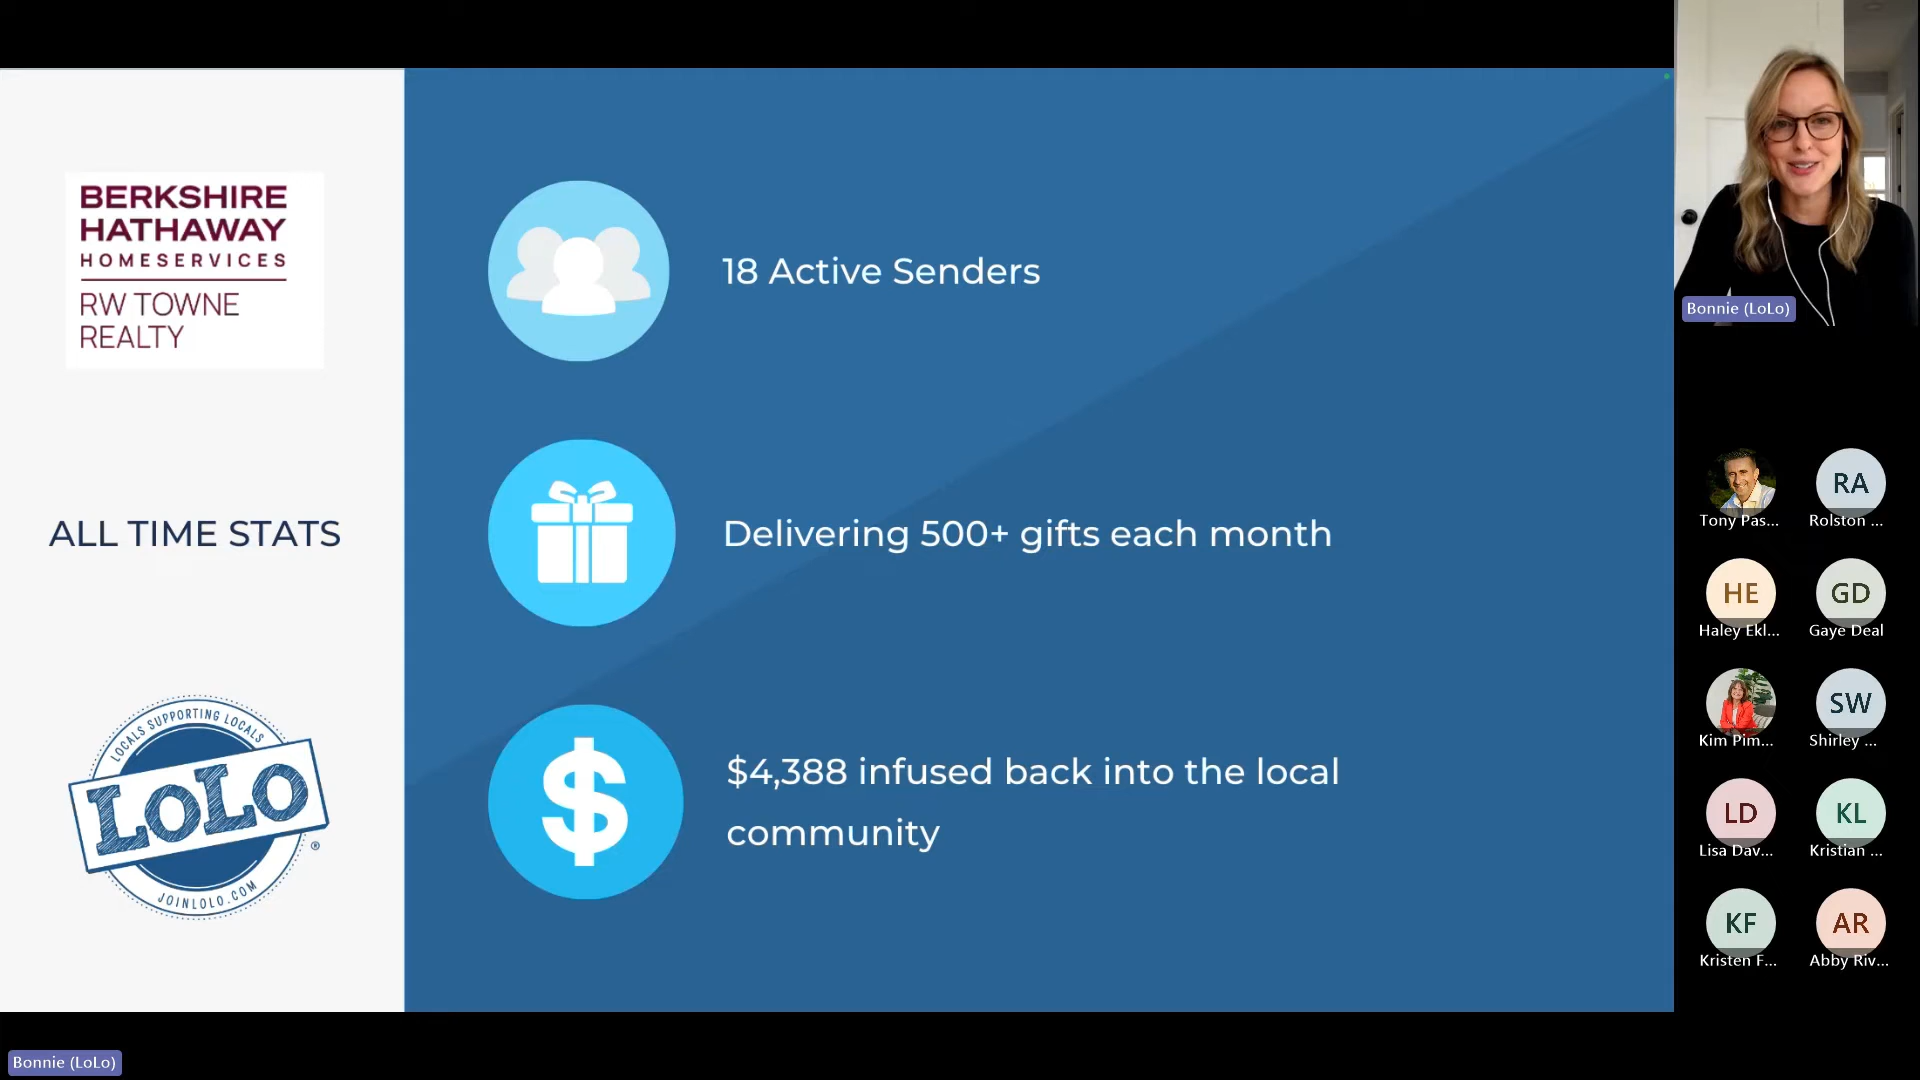 BERKSHIRE
HATHAWAY
HOMESERVICES
RW TOWNE
REALTY
ALL TIME STATS
LOCALS SUPPORTING LOCALS
LOLO
®
JOINLOLO.COM
18 Active Senders
Delivering 500+ gifts each month
$4,388 infused back into the local
community
Bonnie (LoLo)
Tony Pas...
RA
Rolston ...
HE
Haley Ekl...
GD
Gaye Deal
Kim Pim...
SW
Shirley ...
LD
Lisa Dav...
KL
Kristian ...
KF
Kristen F...
AR
Abby Riv...
Bonnie (LoLo)